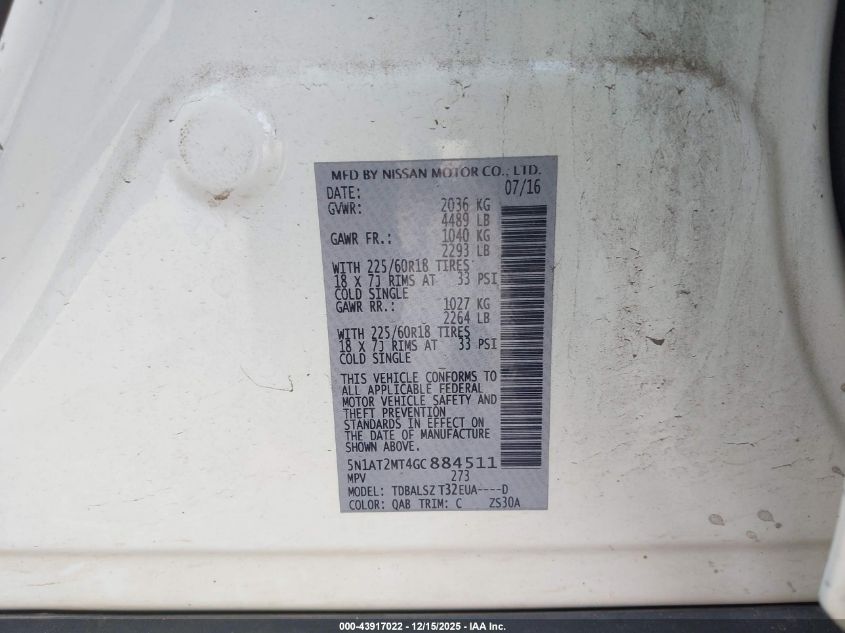 MFD BY NISSAN MOTOR CO., LTD.
DATE: 07/16
GVWR: 2036 KG
4489 LB
GAWR FR.: 1040 KG
2293 LB
WITH 225/60R18 TIRES
18 X 7J RIMS AT 33 PSI
COLD SINGLE
GAWR RR.: 1027 KG
2264 LB
WITH 225/60R18 TIRES
18 X 7J RIMS AT 33 PSI
COLD SINGLE
THIS VEHICLE CONFORMS TO
ALL APPLICABLE FEDERAL
MOTOR VEHICLE SAFETY AND
THEFT PREVENTION
STANDARDS IN EFFECT ON
THE DATE OF MANUFACTURE
SHOWN ABOVE.
5N1AT2MT4GC884511
MPV 273
MODEL: TDBALSZ T32EUA----D
COLOR: QAB TRIM: C ZS30A
000-43917022 - 12/15/2025 - IAA Inc.